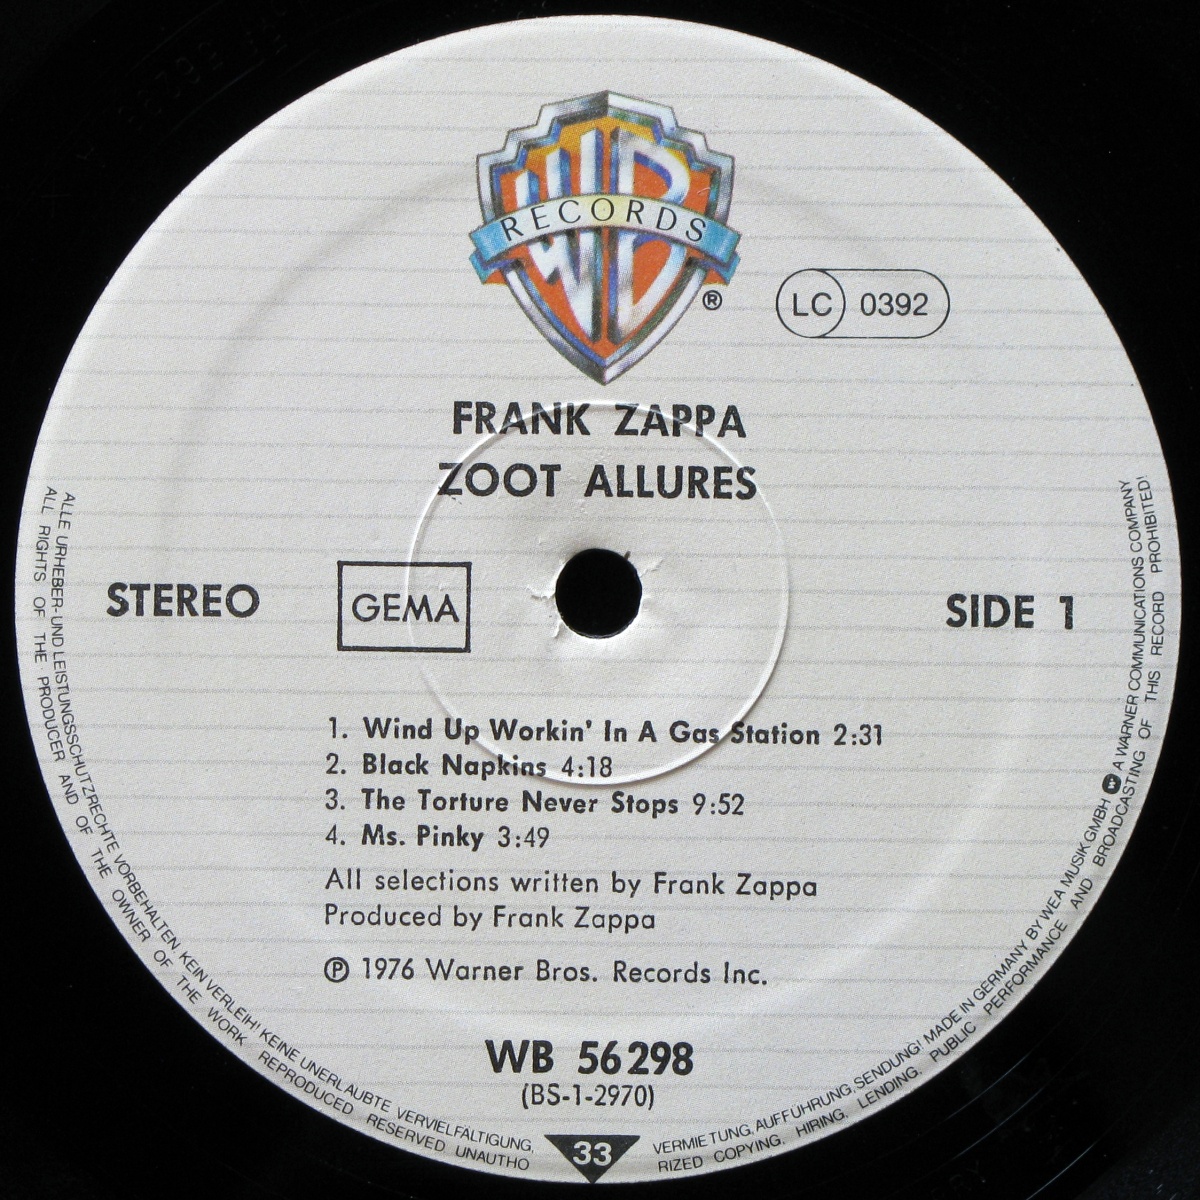 WB
RECORDS
®
LC 0392
FRANK ZAPPA
ZOOT ALLURES
STEREO
GEMA
SIDE 1
1. Wind Up Workin' In A Gas Station 2:31
2. Black Napkins 4:18
3. The Torture Never Stops 9:52
4. Ms. Pinky 3:49
All selections written by Frank Zappa
Produced by Frank Zappa
℗ 1976 Warner Bros. Records Inc.
WB 56 298
(BS-1-2970)
33
ALLE URHEBER- UND LEISTUNGSSCHUTZRECHTE VORBEHALTEN KEIN VERLEIH! KEINE UNERLAUBTE VERVIELFÄLTIGUNG, VERMIETUNG, AUFFÜHRUNG, SENDUNG! MADE IN GERMANY BY WEA MUSIK GMBH A WARNER COMMUNICATIONS COMPANY
ALL RIGHTS OF THE PRODUCER AND OF THE OWNER OF THE WORK REPRODUCED RESERVED UNAUTHORIZED COPYING, HIRING, LENDING, PUBLIC PERFORMANCE AND BROADCASTING OF THIS RECORD PROHIBITED!